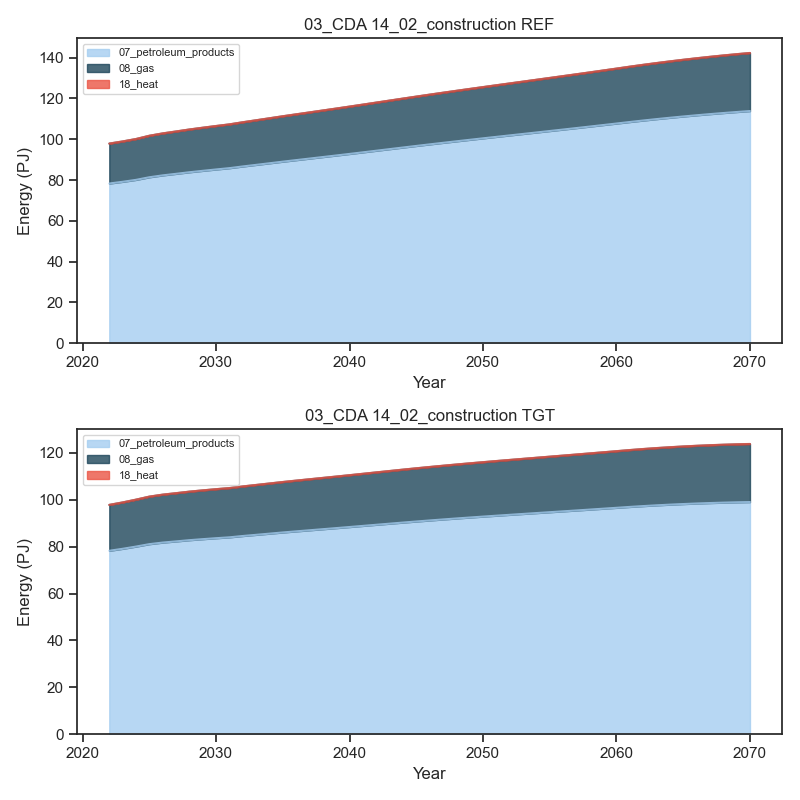 03_CDA 14_02_construction REF
07_petroleum_products
08_gas
18_heat
140
120
100
80
60
40
20
0
Energy (PJ)
2020 2030 2040 2050 2060 2070
Year
03_CDA 14_02_construction TGT
07_petroleum_products
08_gas
18_heat
120
100
80
60
40
20
0
Energy (PJ)
2020 2030 2040 2050 2060 2070
Year